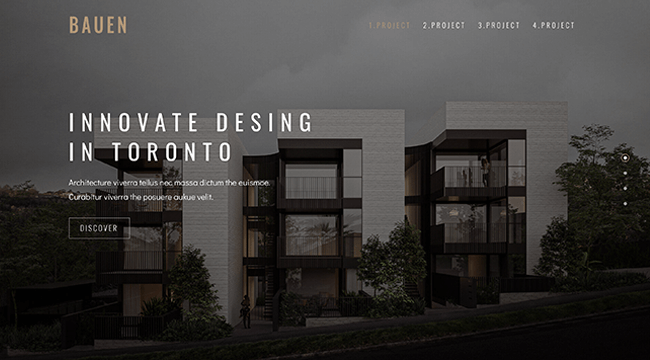 BAUEN
1.PROJECT 2.PROJECT 3.PROJECT 4.PROJECT
INNOVATE DESING
IN TORONTO
Architecture viverra tellus nec massa dictum the euismoe.
Curabitur viverra the posuere aukue velit.
DISCOVER